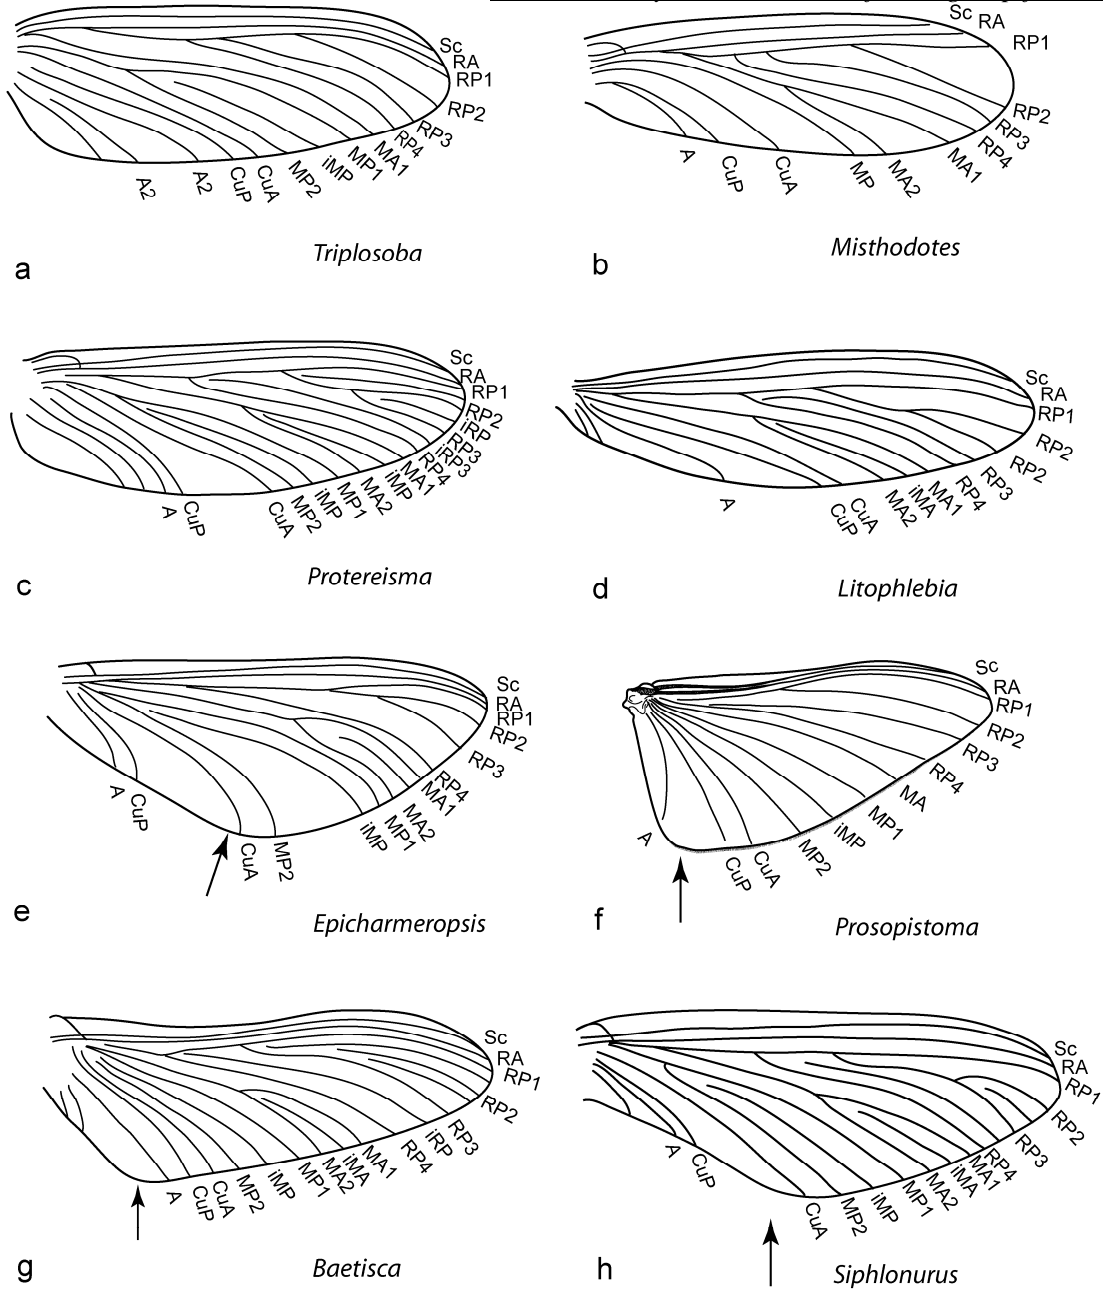 Sc
RA
RP1
RP2
RP3
RP4
MA1
MP1
iMP
MP2
CuA
CuP
A2
A2
a
Triplosoba
Sc
RA
RP1
RP2
RP3
RP4
MA1
MA2
MP
CuA
CuP
A
b
Misthodotes
Sc
RA
RP1
RP2
iRP
RP3
RP4
MA1
iMP
MA2
MP1
iMP
MP2
CuA
CuP
A
c
Protereisma
Sc
RA
RP1
RP2
RP2
RP3
RP4
MA1
iMA
MA2
CuA
CuP
A
d
Litophlebia
Sc
RA
RP1
RP2
RP3
RP4
MA1
MA2
MP1
iMP
MP2
CuA
CuP
A
e
Epicharmeropsis
Sc
RA
RP1
RP2
RP3
RP4
MA
MP1
iMP
MP2
CuA
CuP
A
f
Prosopistoma
Sc
RA
RP1
RP2
RP3
iRP
RP4
MA1
iMA
MA2
MP1
iMP
MP2
CuA
CuP
A
g
Baetisca
Sc
RA
RP1
RP2
RP3
RP4
MA1
iMA
MA2
MP1
iMP
MP2
CuA
CuP
A
h
Siphlonurus